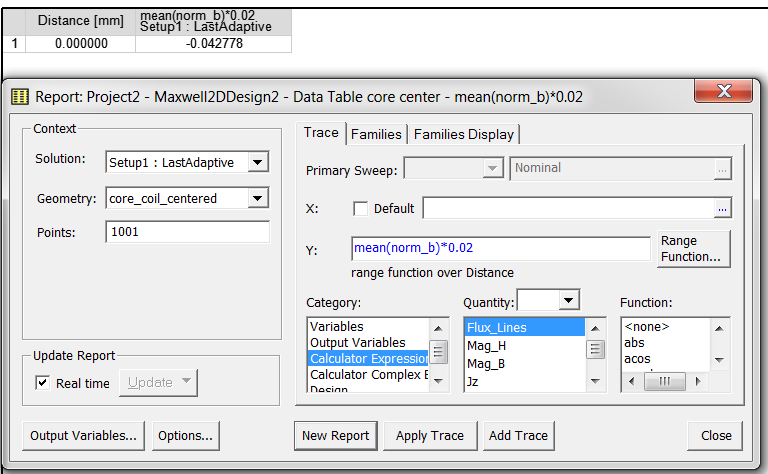 Distance [mm] mean(norm_b)*0.02
Setup1 : LastAdaptive
1 0.000000 -0.042778
Report: Project2 - Maxwell2DDesign2 - Data Table core center - mean(norm_b)*0.02
Context
Solution: Setup1 : LastAdaptive
Geometry: core_coil_centered
Points: 1001
Update Report
Real time Update
Trace Families Families Display
Primary Sweep: Nominal ...
X: Default ...
Y: mean(norm_b)*0.02 Range Function...
range function over Distance
Category: Quantity: Function:
Variables Flux_Lines <none>
Output Variables Mag_H abs
Calculator Expression Mag_B acos
Calculator Complex E Jz
Design
Output Variables... Options... New Report Apply Trace Add Trace Close